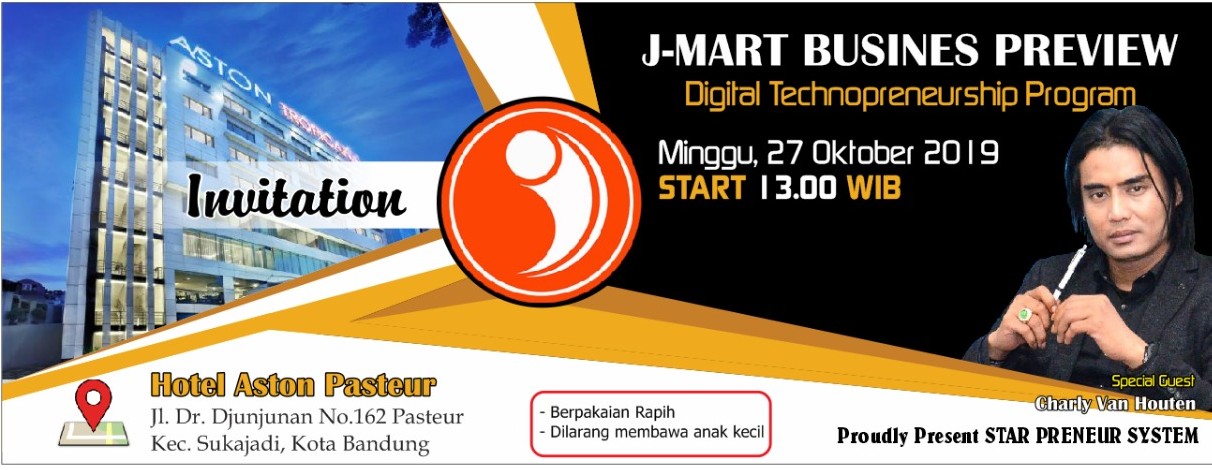 J-MART BUSINES PREVIEW
Digital Technopreneurship Program
Minggu, 27 Oktober 2019
START 13.00 WIB
ASTON TROPICANA
Invitation
Special Guest
Charly Van Houten
Hotel Aston Pasteur
Jl. Dr. Djunjunan No.162 Pasteur
Kec. Sukajadi, Kota Bandung
- Berpakaian Rapih
- Dilarang membawa anak kecil
Proudly Present STAR PRENEUR SYSTEM